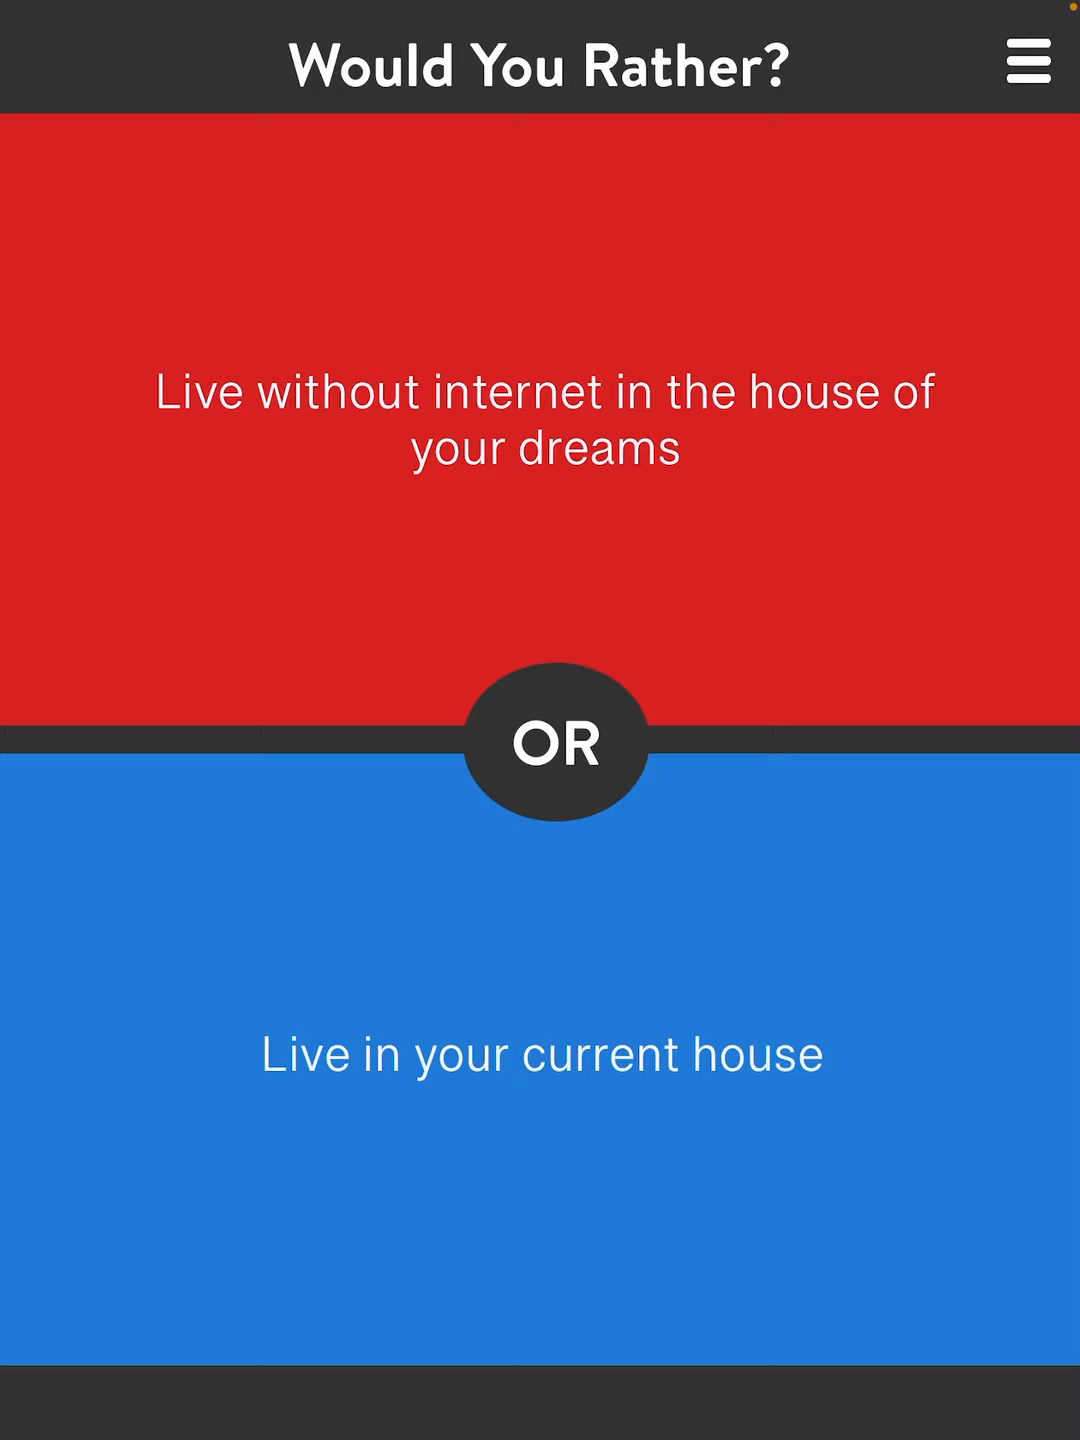 Would You Rather?
Live without internet in the house of
your dreams
OR
Live in your current house